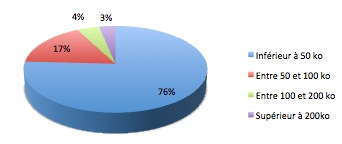 4%
3%
17%
76%
Inférieur à 50 ko
Entre 50 et 100 ko
Entre 100 et 200 ko
Supérieur à 200ko